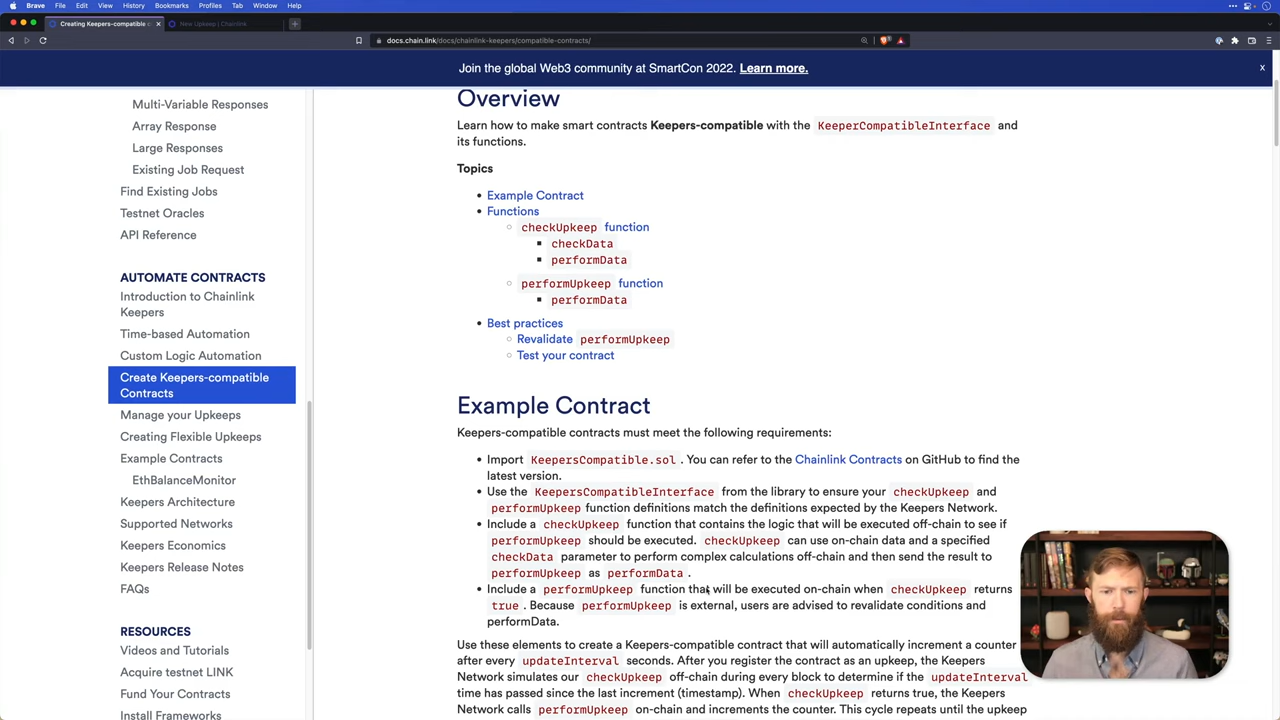 Brave File Edit View History Bookmarks Profiles Tab Window Help
Creating Keepers-compatible c
New Upkeep | Chainlink
docs.chain.link/docs/chainlink-keepers/compatible-contracts/
Join the global Web3 community at SmartCon 2022. Learn more. x
Multi-Variable Responses
Array Response
Large Responses
Existing Job Request
Find Existing Jobs
Testnet Oracles
API Reference
AUTOMATE CONTRACTS
Introduction to Chainlink
Keepers
Time-based Automation
Custom Logic Automation
Create Keepers-compatible
Contracts
Manage your Upkeeps
Creating Flexible Upkeeps
Example Contracts
EthBalanceMonitor
Keepers Architecture
Supported Networks
Keepers Economics
Keepers Release Notes
FAQs
RESOURCES
Videos and Tutorials
Acquire testnet LINK
Fund Your Contracts
Install Frameworks
Overview
Learn how to make smart contracts Keepers-compatible with the KeeperCompatibleInterface and
its functions.
Topics
Example Contract
Functions
checkUpkeep function
checkData
performData
performUpkeep function
performData
Best practices
Revalidate performUpkeep
Test your contract
Example Contract
Keepers-compatible contracts must meet the following requirements:
Import KeepersCompatible.sol . You can refer to the Chainlink Contracts on GitHub to find the
latest version.
Use the KeepersCompatibleInterface from the library to ensure your checkUpkeep and
performUpkeep function definitions match the definitions expected by the Keepers Network.
Include a checkUpkeep function that contains the logic that will be executed off-chain to see if
performUpkeep should be executed. checkUpkeep can use on-chain data and a specified
checkData parameter to perform complex calculations off-chain and then send the result to
performUpkeep as performData .
Include a performUpkeep function that will be executed on-chain when checkUpkeep returns
true . Because performUpkeep is external, users are advised to revalidate conditions and
performData.
Use these elements to create a Keepers-compatible contract that will automatically increment a counter
after every updateInterval seconds. After you register the contract as an upkeep, the Keepers
Network simulates our checkUpkeep off-chain during every block to determine if the updateInterval
time has passed since the last increment (timestamp). When checkUpkeep returns true, the Keepers
Network calls performUpkeep on-chain and increments the counter. This cycle repeats until the upkeep